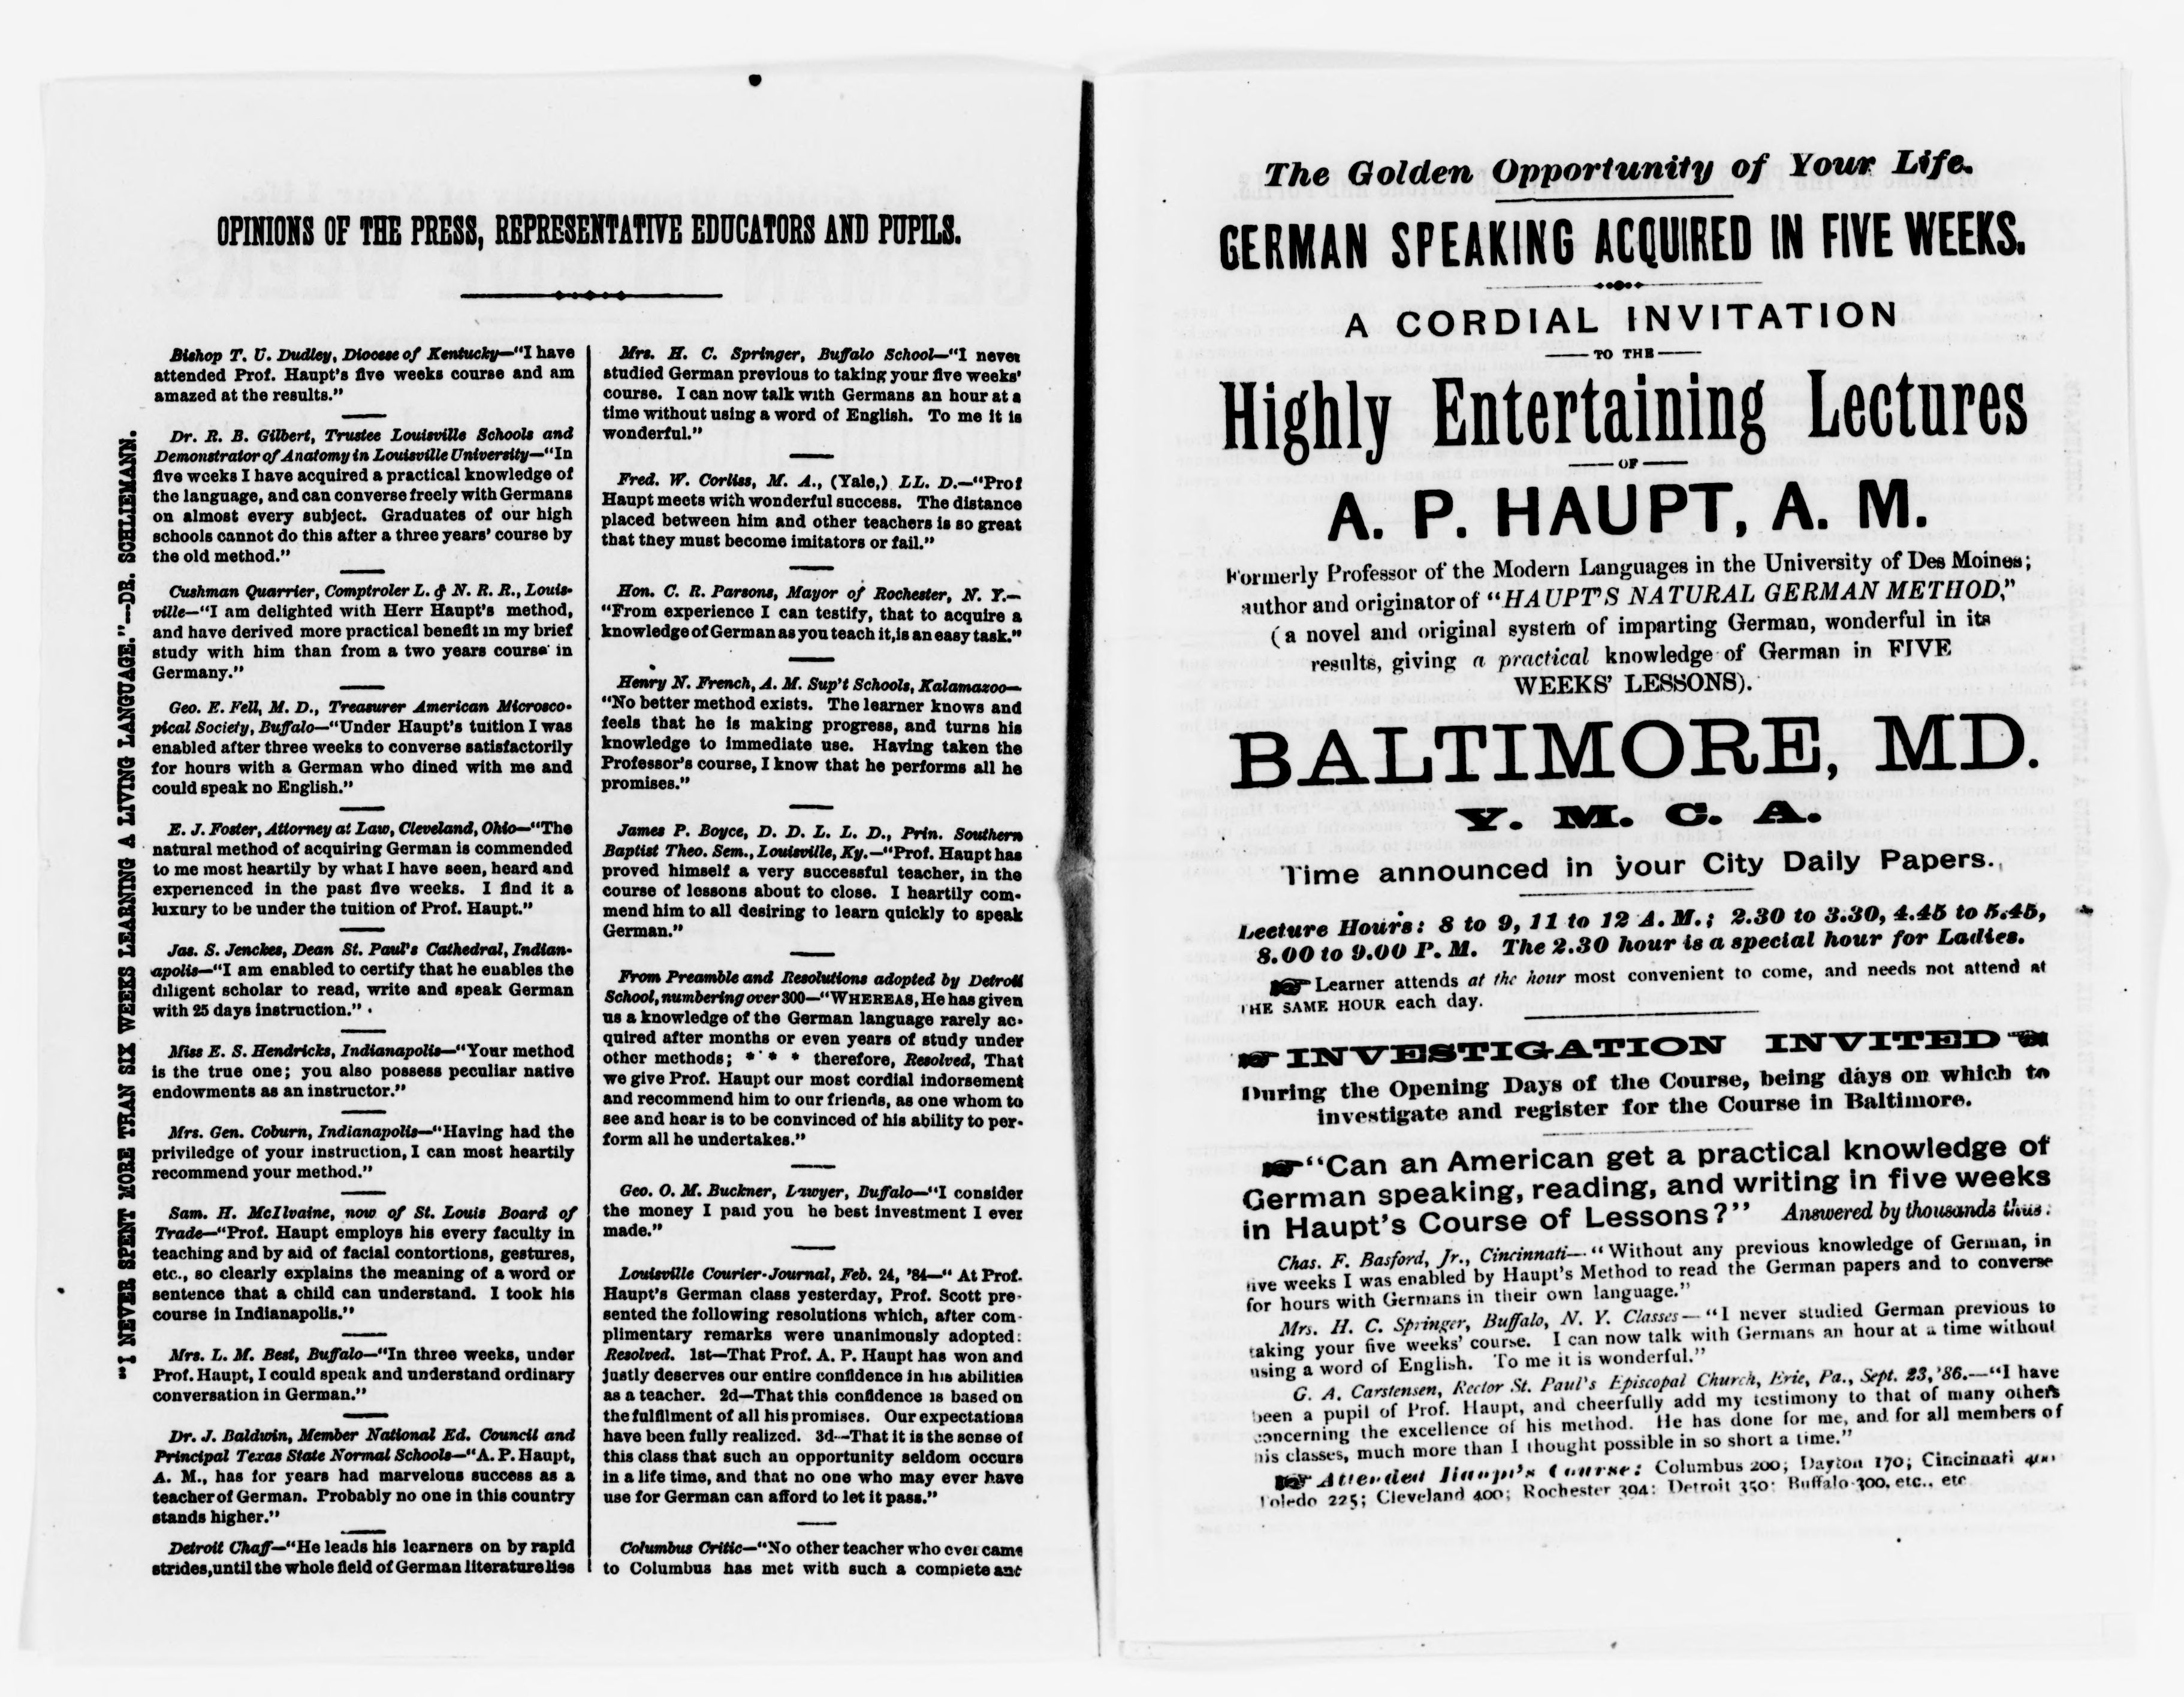 OPINIONS OF THE PRESS, REPRESENTATIVE EDUCATORS AND PUPILS.
"I NEVER SPENT MORE THAN SIX WEEKS LEARNING A LIVING LANGUAGE."—DR. SCHLIEMANN.
Bishop T. U. Dudley, Diocese of Kentucky—"I have
attended Prof. Haupt's five weeks course and am
amazed at the results."
Dr. R. B. Gilbert, Trustee Louisville Schools and
Demonstrator of Anatomy in Louisville University—"In
five weeks I have acquired a practical knowledge of
the language, and can converse freely with Germans
on almost every subject. Graduates of our high
schools cannot do this after a three years' course by
the old method."
Cushman Quarrier, Comptroler L. & N. R. R., Louis-
ville—"I am delighted with Herr Haupt's method,
and have derived more practical benefit in my brief
study with him than from a two years course in
Germany."
Geo. E. Fell, M. D., Treasurer American Microsco-
pical Society, Buffalo—"Under Haupt's tuition I was
enabled after three weeks to converse satisfactorily
for hours with a German who dined with me and
could speak no English."
E. J. Foster, Attorney at Law, Cleveland, Ohio—"The
natural method of acquiring German is commended
to me most heartily by what I have seen, heard and
experienced in the past five weeks. I find it a
luxury to be under the tuition of Prof. Haupt."
Jas. S. Jenckes, Dean St. Paul's Cathedral, Indian-
apolis—"I am enabled to certify that he enables the
diligent scholar to read, write and speak German
with 25 days instruction."
Miss E. S. Hendricks, Indianapolis—"Your method
is the true one; you also possess peculiar native
endowments as an instructor."
Mrs. Gen. Coburn, Indianapolis—"Having had the
priviledge of your instruction, I can most heartily
recommend your method."
Sam. H. McIlvaine, now of St. Louis Board of
Trade—"Prof. Haupt employs his every faculty in
teaching and by aid of facial contortions, gestures,
etc., so clearly explains the meaning of a word or
sentence that a child can understand. I took his
course in Indianapolis."
Mrs. L. M. Best, Buffalo—"In three weeks, under
Prof. Haupt, I could speak and understand ordinary
conversation in German."
Dr. J. Baldwin, Member National Ed. Council and
Principal Texas State Normal Schools—"A. P. Haupt,
A. M., has for years had marvelous success as a
teacher of German. Probably no one in this country
stands higher."
Detroit Chaff—"He leads his learners on by rapid
strides, until the whole field of German literature lies
Mrs. H. C. Springer, Buffalo School—"I never
studied German previous to taking your five weeks'
course. I can now talk with Germans an hour at a
time without using a word of English. To me it is
wonderful."
Fred. W. Corliss, M. A., (Yale,) LL. D.—"Prof
Haupt meets with wonderful success. The distance
placed between him and other teachers is so great
that they must become imitators or fail."
Hon. C. R. Parsons, Mayor of Rochester, N. Y.—
"From experience I can testify, that to acquire a
knowledge of German as you teach it, is an easy task."
Henry N. French, A. M. Sup't Schools, Kalamazoo—
"No better method exists. The learner knows and
feels that he is making progress, and turns his
knowledge to immediate use. Having taken the
Professor's course, I know that he performs all he
promises."
James P. Boyce, D. D. L. L. D., Prin. Southern
Baptist Theo. Sem., Louisville, Ky.—"Prof. Haupt has
proved himself a very successful teacher, in the
course of lessons about to close. I heartily com-
mend him to all desiring to learn quickly to speak
German."
From Preamble and Resolutions adopted by Detroit
School, numbering over 300—"WHEREAS, He has given
us a knowledge of the German language rarely ac-
quired after months or even years of study under
other methods; * * * therefore, Resolved, That
we give Prof. Haupt our most cordial indorsement
and recommend him to our friends, as one whom to
see and hear is to be convinced of his ability to per-
form all he undertakes."
Geo. O. M. Buckner, Lawyer, Buffalo—"I consider
the money I paid you he best investment I ever
made."
Louisville Courier-Journal, Feb. 24, '84—" At Prof.
Haupt's German class yesterday, Prof. Scott pre-
sented the following resolutions which, after com-
plimentary remarks were unanimously adopted:
Resolved. 1st—That Prof. A. P. Haupt has won and
justly deserves our entire confidence in his abilities
as a teacher. 2d—That this confidence is based on
the fulfilment of all his promises. Our expectations
have been fully realized. 3d—That it is the sense of
this class that such an opportunity seldom occurs
in a life time, and that no one who may ever have
use for German can afford to let it pass."
Columbus Critic—"No other teacher who ever came
to Columbus has met with such a complete and
The Golden Opportunity of Your Life.
GERMAN SPEAKING ACQUIRED IN FIVE WEEKS.
A CORDIAL INVITATION
TO THE
Highly Entertaining Lectures
OF
A. P. HAUPT, A. M.
Formerly Professor of the Modern Languages in the University of Des Moines;
author and originator of "HAUPT'S NATURAL GERMAN METHOD,"
(a novel and original system of imparting German, wonderful in its
results, giving a practical knowledge of German in FIVE
WEEKS' LESSONS).
BALTIMORE, MD.
Y. M. C. A.
Time announced in your City Daily Papers.
Lecture Hours: 8 to 9, 11 to 12 A. M.; 2.30 to 3.30, 4.45 to 5.45,
8.00 to 9.00 P. M. The 2.30 hour is a special hour for Ladies.
☛ Learner attends at the hour most convenient to come, and needs not attend at
THE SAME HOUR each day.
☛ INVESTIGATION INVITED ☚
During the Opening Days of the Course, being days on which to
investigate and register for the Course in Baltimore.
☛ "Can an American get a practical knowledge of
German speaking, reading, and writing in five weeks
in Haupt's Course of Lessons?" Answered by thousands thus:
Chas. F. Basford, Jr., Cincinnati—"Without any previous knowledge of German, in
five weeks I was enabled by Haupt's Method to read the German papers and to converse
for hours with Germans in their own language."
Mrs. H. C. Springer, Buffalo, N. Y. Classes—"I never studied German previous to
taking your five weeks' course. I can now talk with Germans an hour at a time without
using a word of English. To me it is wonderful."
G. A. Carstensen, Rector St. Paul's Episcopal Church, Erie, Pa., Sept. 23, '86.—"I have
been a pupil of Prof. Haupt, and cheerfully add my testimony to that of many others
concerning the excellence of his method. He has done for me, and for all members of
his classes, much more than I thought possible in so short a time."
☛ Attended Haupt's Course: Columbus 200; Dayton 170; Cincinnati
Toledo 225; Cleveland 400; Rochester 394; Detroit 350; Buffalo 300, etc., etc